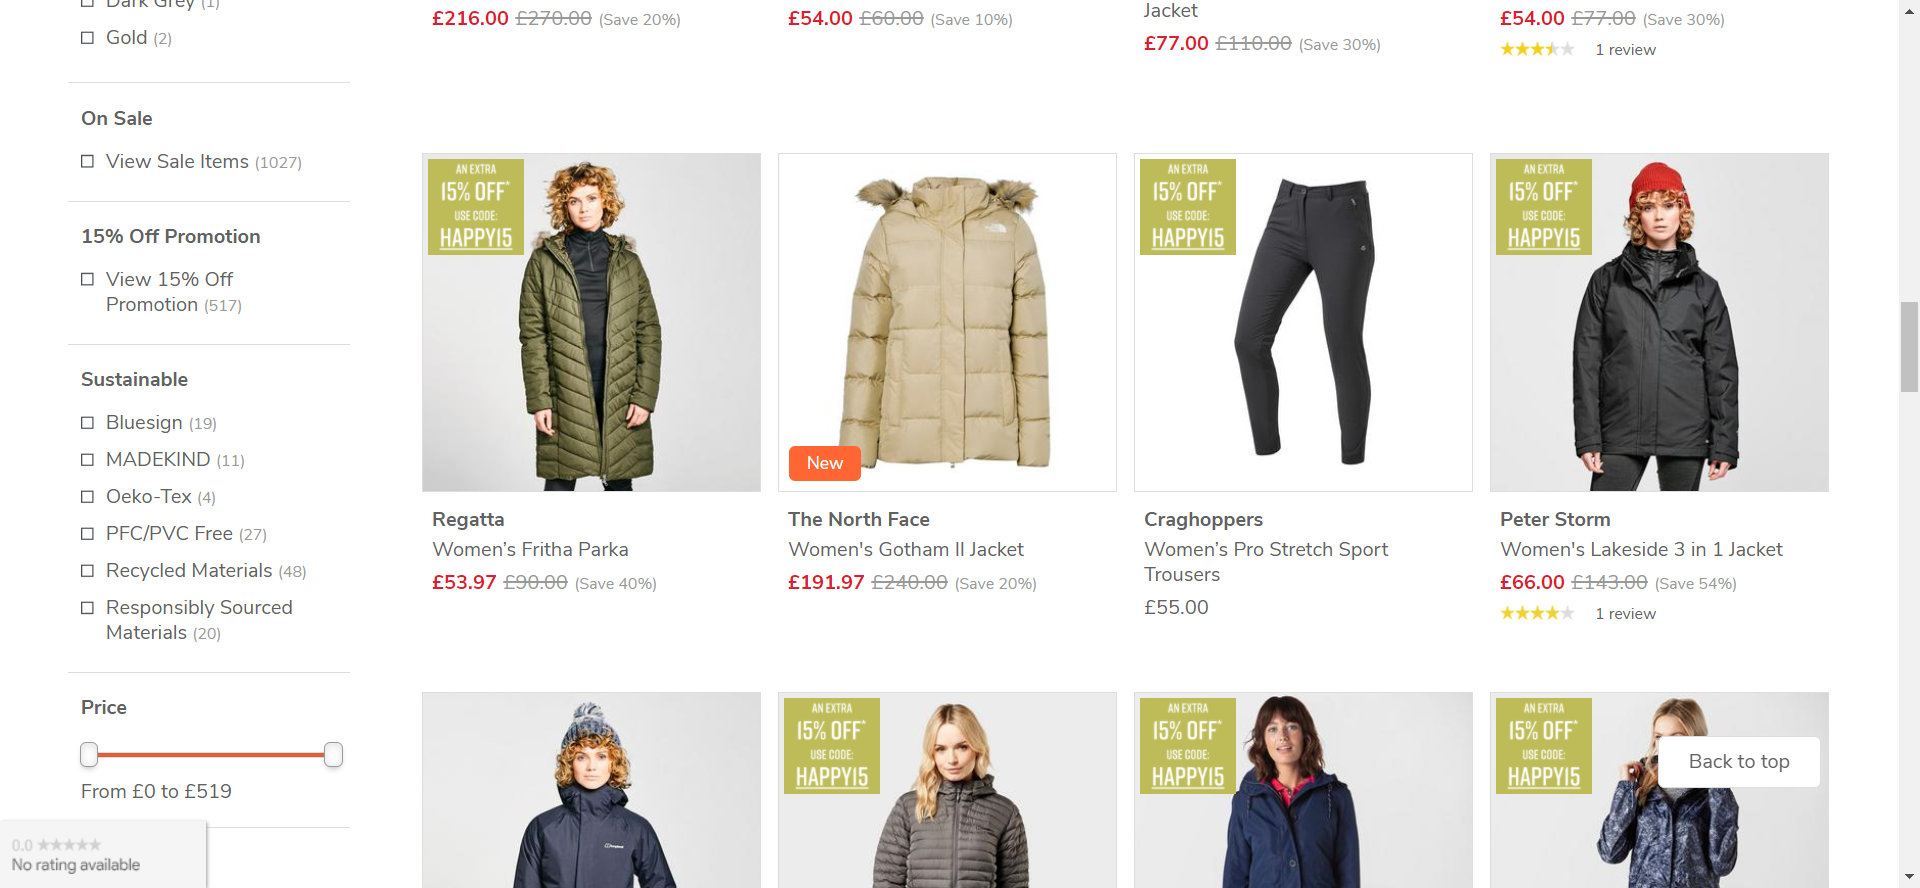 Dark Grey (1)
Gold (2)
On Sale
View Sale Items (1027)
15% Off Promotion
View 15% Off
Promotion (517)
Sustainable
Bluesign (19)
MADEKIND (11)
Oeko-Tex (4)
PFC/PVC Free (27)
Recycled Materials (48)
Responsibly Sourced
Materials (20)
Price
From £0 to £519
0.0
No rating available
£216.00 £270.00 (Save 20%)
£54.00 £60.00 (Save 10%)
Jacket
£77.00 £110.00 (Save 30%)
£54.00 £77.00 (Save 30%)
1 review
AN EXTRA
15% OFF*
USE CODE:
HAPPY15
Regatta
Women’s Fritha Parka
£53.97 £90.00 (Save 40%)
New
The North Face
Women's Gotham II Jacket
£191.97 £240.00 (Save 20%)
AN EXTRA
15% OFF*
USE CODE:
HAPPY15
Craghoppers
Women’s Pro Stretch Sport
Trousers
£55.00
AN EXTRA
15% OFF*
USE CODE:
HAPPY15
Peter Storm
Women's Lakeside 3 in 1 Jacket
£66.00 £143.00 (Save 54%)
1 review
AN EXTRA
15% OFF*
USE CODE:
HAPPY15
AN EXTRA
15% OFF*
USE CODE:
HAPPY15
AN EXTRA
15% OFF*
USE CODE:
HAPPY15
Back to top